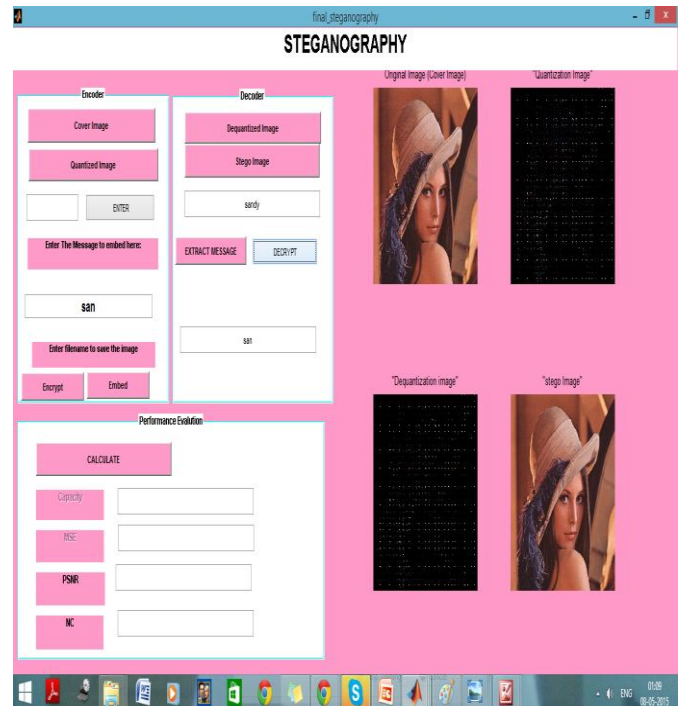 final_steganography
STEGANOGRAPHY
Encoder
Cover Image
Quantized Image
ENTER
Enter The Message to embed here:
san
Enter filename to save the image
Encrypt
Embed
Decoder
Dequantized Image
Stego Image
sandy
EXTRACT MESSAGE
DECRYPT
san
Original Image (Cover Image)
"Quantization Image"
"Dequantization image"
"stego Image"
Performance Evalution
CALCULATE
Capacity
MSE
PSNR
NC
ENG
01:09
08-05-2015